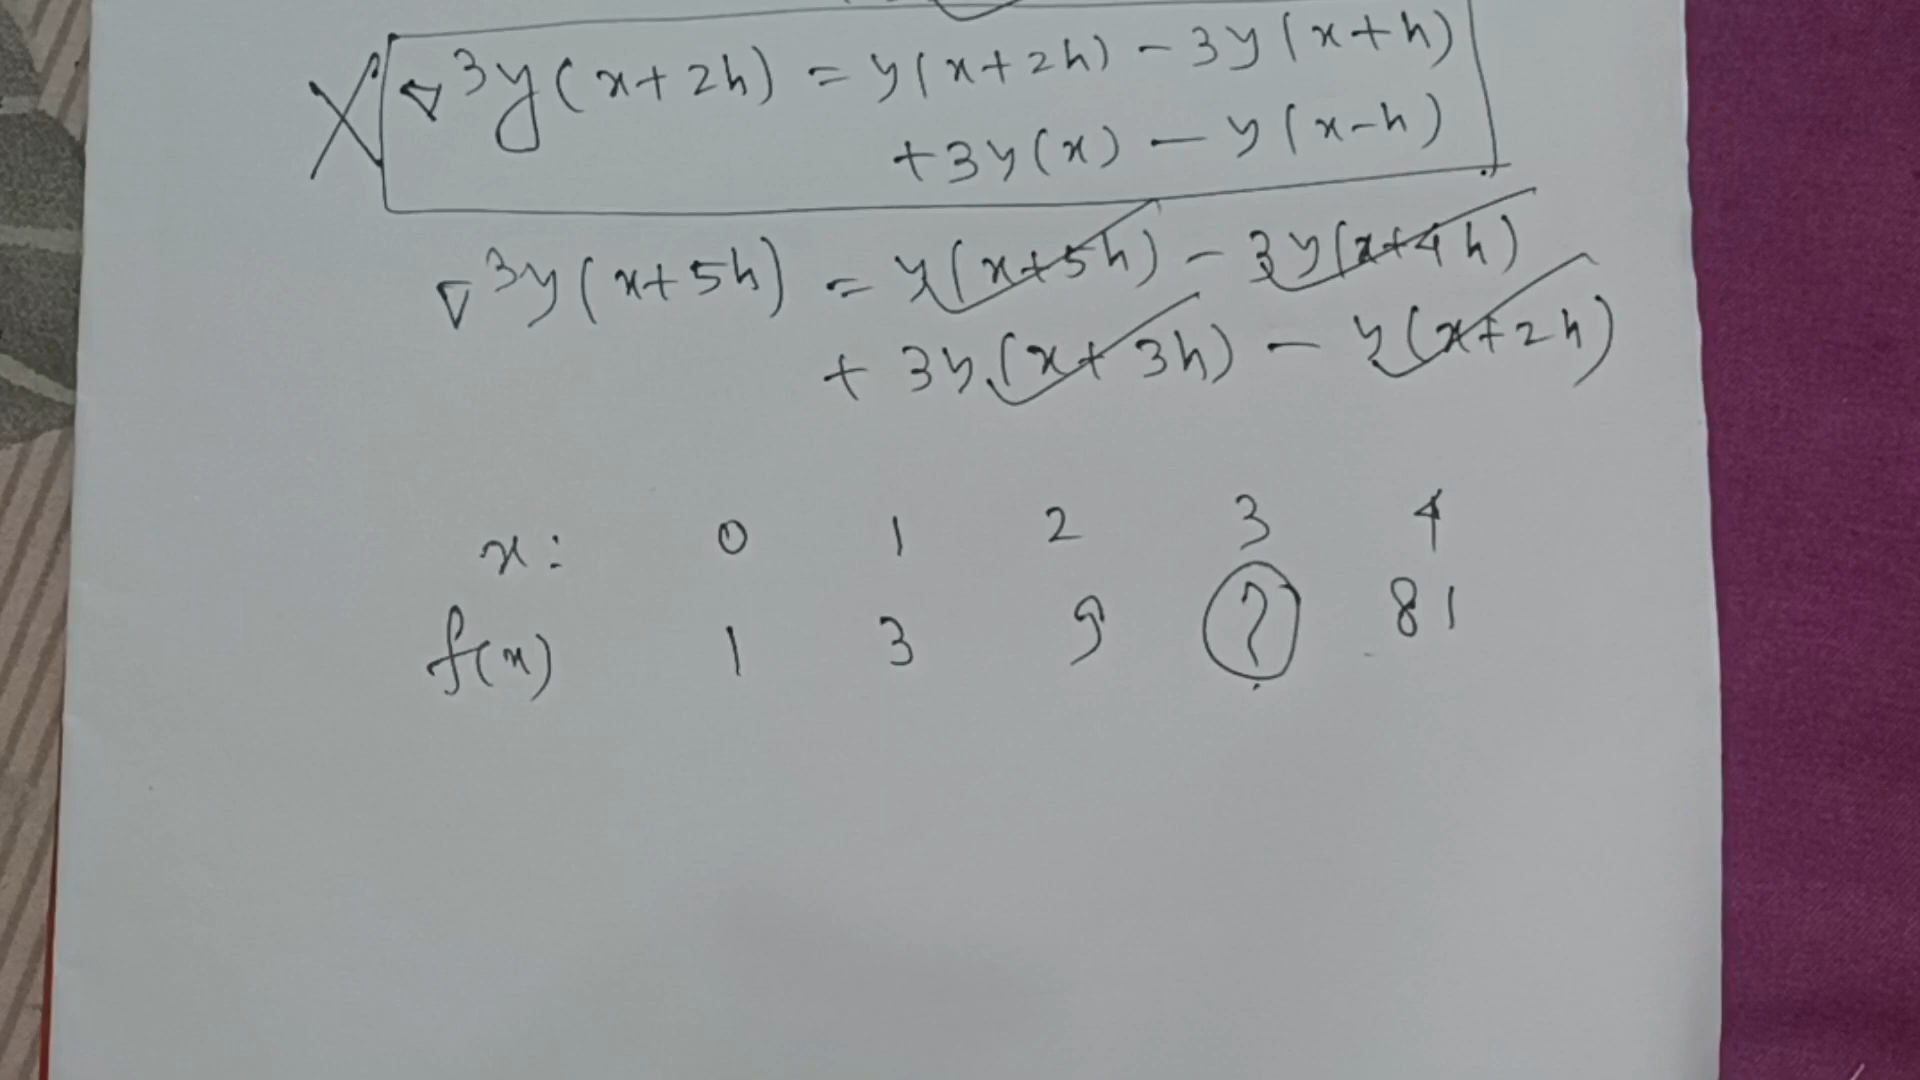 ∇³y(x+2h) = y(x+2h) - 3y(x+h)
+3y(x) - y(x-h)
∇³y(x+5h) = y(x+5h) - 3y(x+4h)
+ 3y(x+3h) - y(x+2h)
x: 0 1 2 3 4
f(x) 1 3 9 ? 81